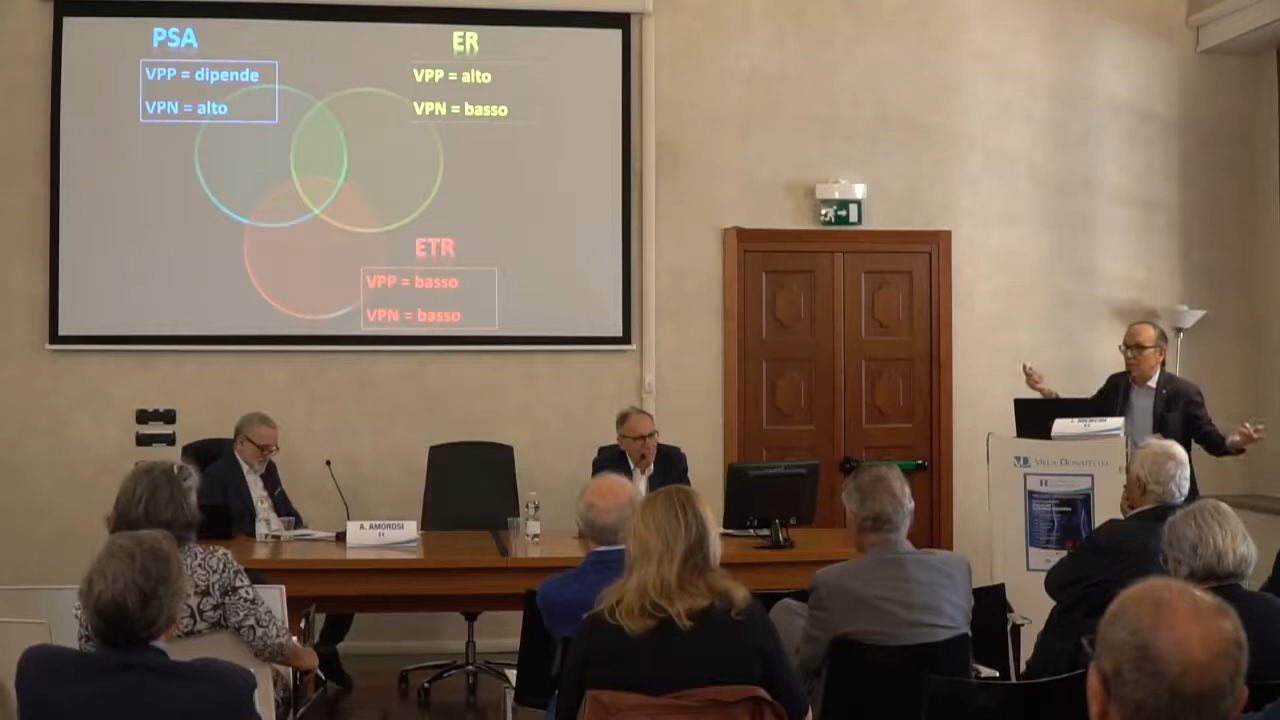 PSA
VPP = dipende
VPN = alto
ER
VPP = alto
VPN = basso
ETR
VPP = basso
VPN = basso
A. AMOROSI
VILLA DONATELLO